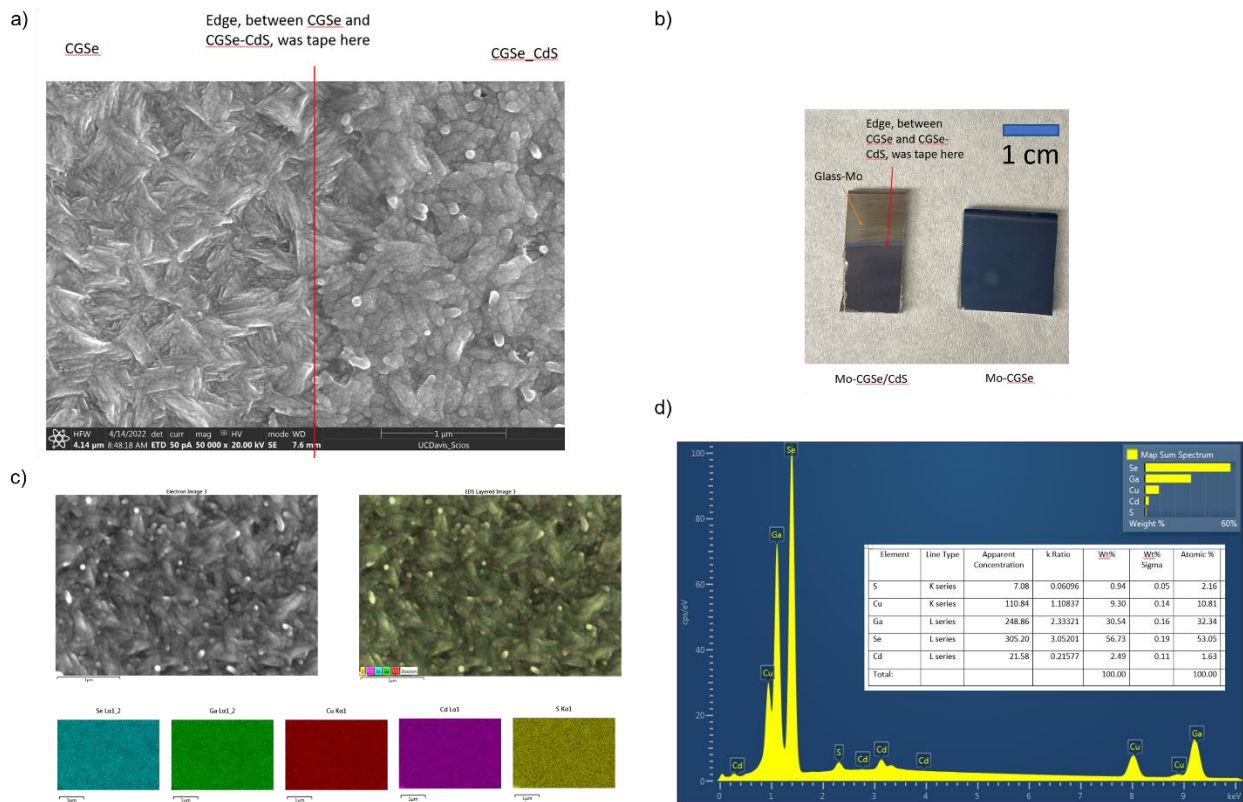 a)
Edge, between CGSe and
CGSe-CdS, was tape here
CGSe
CGSe_CdS
HFW 4/14/2022 det curr mag HV mode WD
4.14 µm 8:48:18 AM ETD 50 pA 50 000 x 20.00 kV SE 7.6 mm
1 µm
UCDavis_Scios
b)
Edge, between
CGSe and CGSe-
CdS, was tape here
Glass-Mo
1 cm
Mo-CGSe/CdS
Mo-CGSe
c)
Electron Image 3
EDS Layered Image 3
1µm
1µm
Se Lα1_2
Ga Lα1_2
Cu Kα1
Cd Lα1
S Kα1
1µm
1µm
1µm
1µm
1µm
d)
Map Sum Spectrum
Se
Ga
Cu
Cd
S
Weight % 60%
cps/eV
100
80
60
40
20
0
Element Line Type Apparent Concentration k Ratio Wt% Wt% Sigma Atomic %
S K series 7.08 0.06096 0.94 0.05 2.16
Cu K series 110.84 1.10837 9.30 0.14 10.81
Ga L series 248.86 2.33321 30.54 0.16 32.34
Se L series 305.20 3.05201 56.73 0.19 53.05
Cd L series 21.58 0.21577 2.49 0.11 1.63
Total: 100.00 100.00
Se
Ga
Cu
Cd
S
Cd
Cd
Cd
Cu
Cu
Ga
0 1 2 3 4 5 6 7 8 9 keV